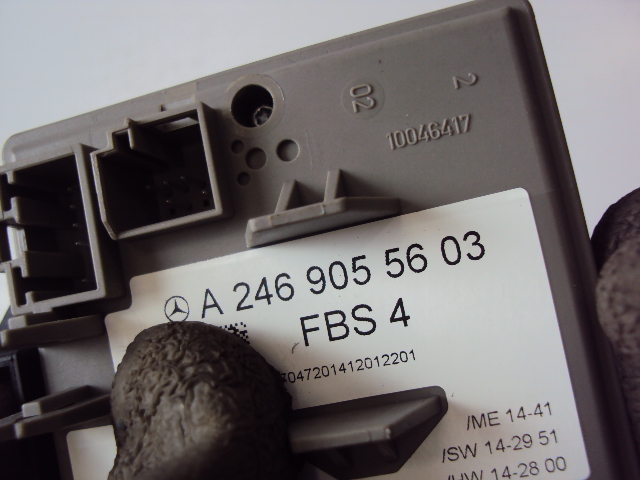 02
2
10046417
A 246 905 56 03
FBS 4
047201412012201
/ME 14-41
/SW 14-29 51
/HW 14-28 00